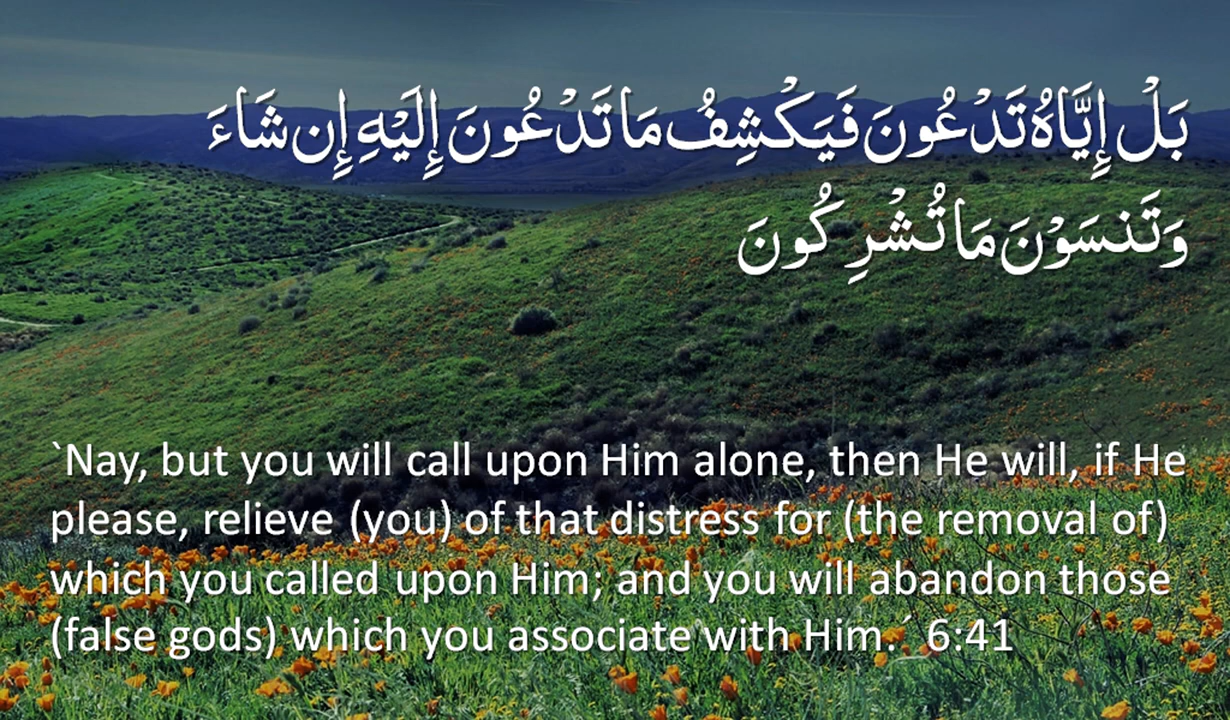 بَلْ إِيَّاهُ تَدْعُونَ فَيَكْشِفُ مَا تَدْعُونَ إِلَيْهِ إِن شَاءَ
وَتَنسَوْنَ مَا تُشْرِكُونَ
`Nay, but you will call upon Him alone, then He will, if He
please, relieve (you) of that distress for (the removal of)
which you called upon Him; and you will abandon those
(false gods) which you associate with Him.´ 6:41